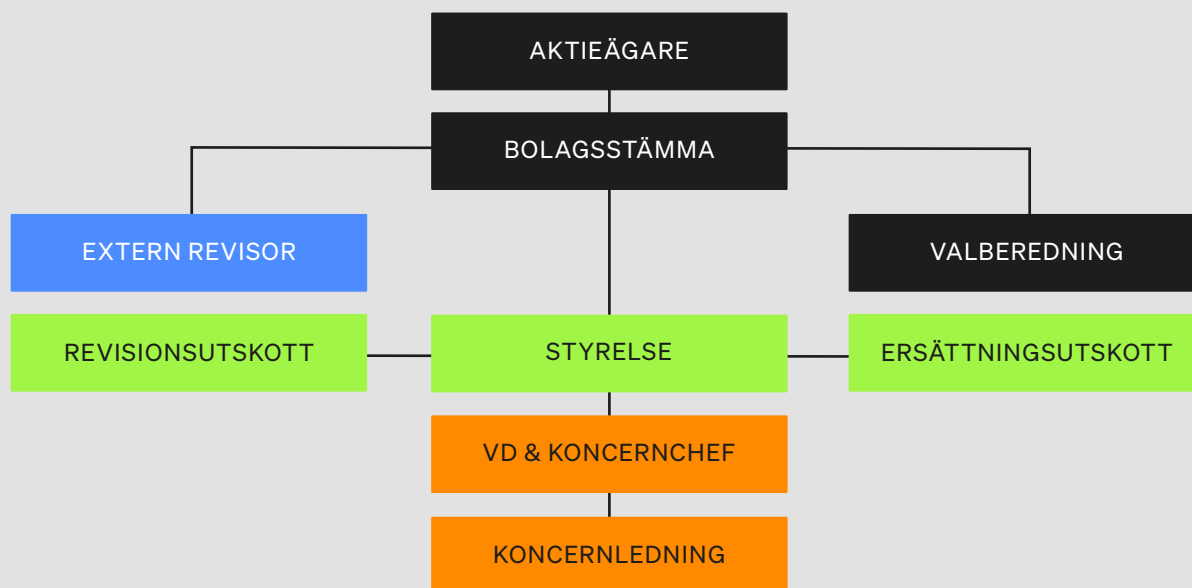 AKTIEÄGARE
BOLAGSSTÄMMA
EXTERN REVISOR
VALBEREDNING
REVISIONSUTSKOTT
STYRELSE
ERSÄTTNINGSUTSKOTT
VD & KONCERNCHEF
KONCERNLEDNING